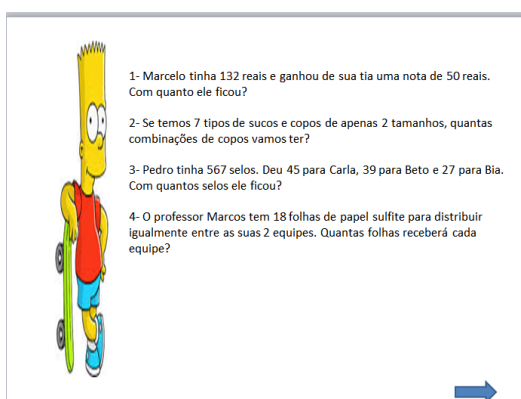 1- Marcelo tinha 132 reais e ganhou de sua tia uma nota de 50 reais.
Com quanto ele ficou?
2- Se temos 7 tipos de sucos e copos de apenas 2 tamanhos, quantas
combinações de copos vamos ter?
3- Pedro tinha 567 selos. Deu 45 para Carla, 39 para Beto e 27 para Bia.
Com quantos selos ele ficou?
4- O professor Marcos tem 18 folhas de papel sulfite para distribuir
igualmente entre as suas 2 equipes. Quantas folhas receberá cada
equipe?